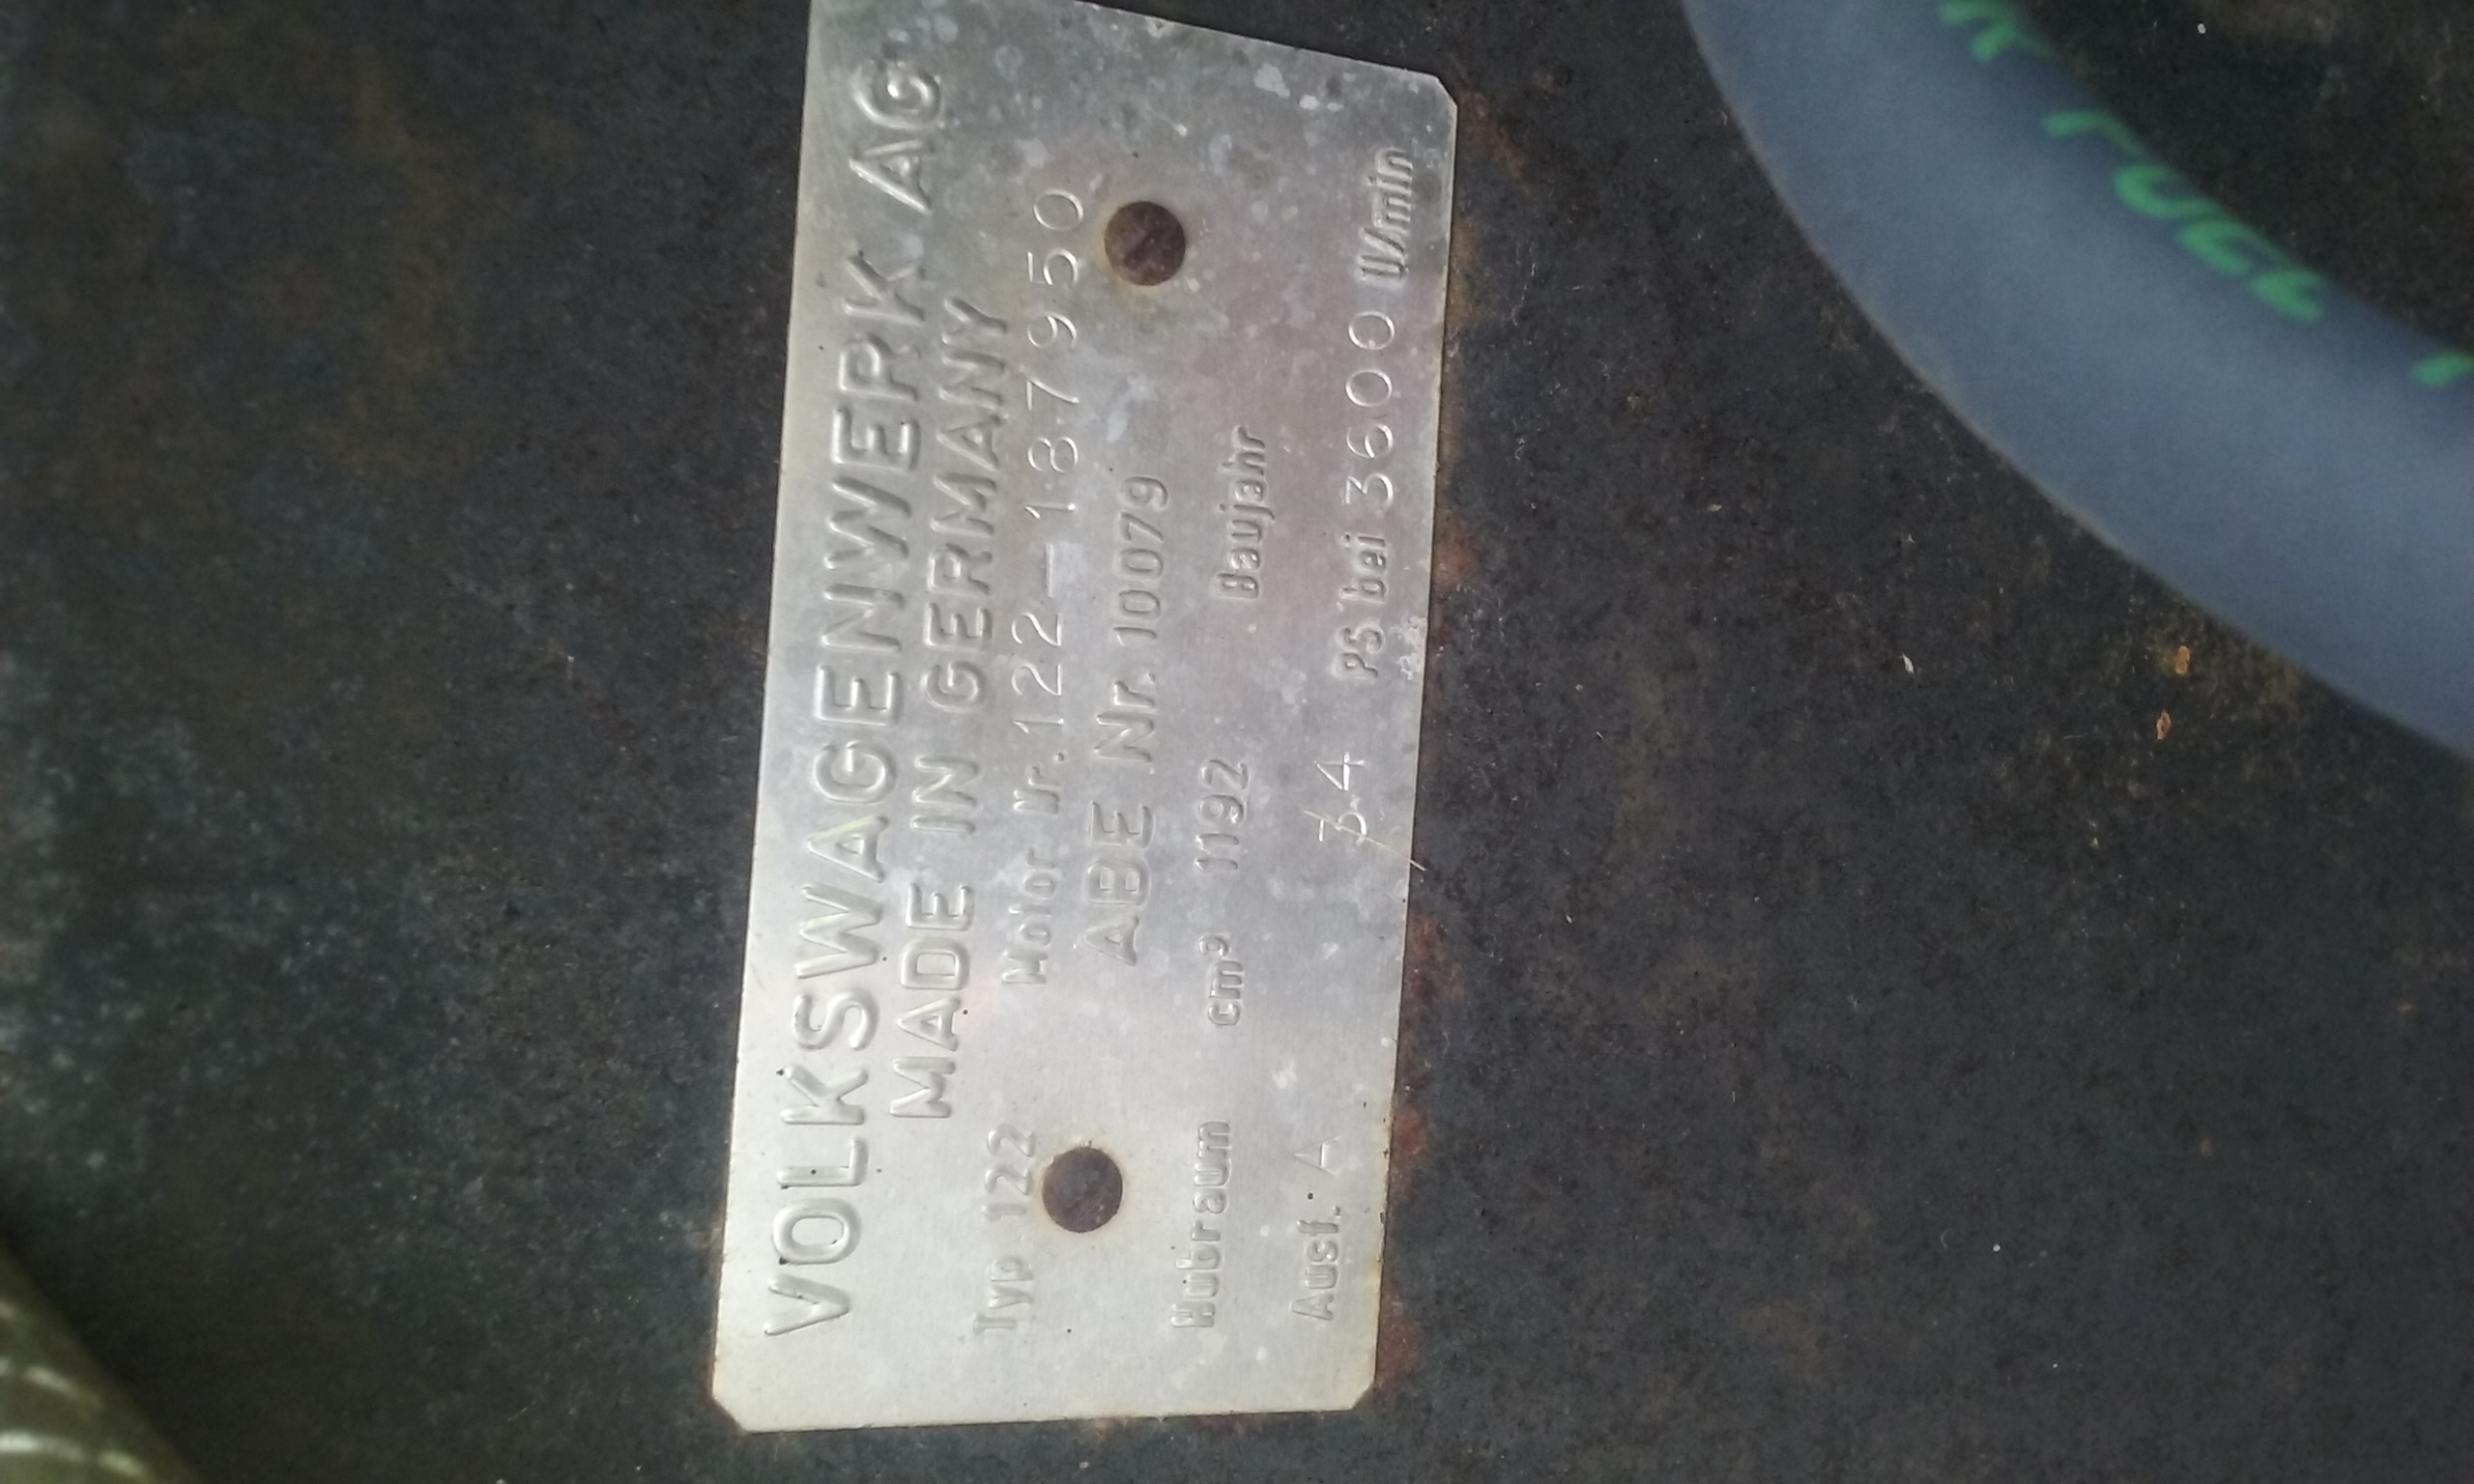 VOLKSWAGENWERK AG
MADE IN GERMANY
Typ 122 Motor Nr. 122-187950
ABE Nr. 10079
Hubraum cm³ 1192 Baujahr
Ausf. A 34 PS bei 3600 U/min
FUEL